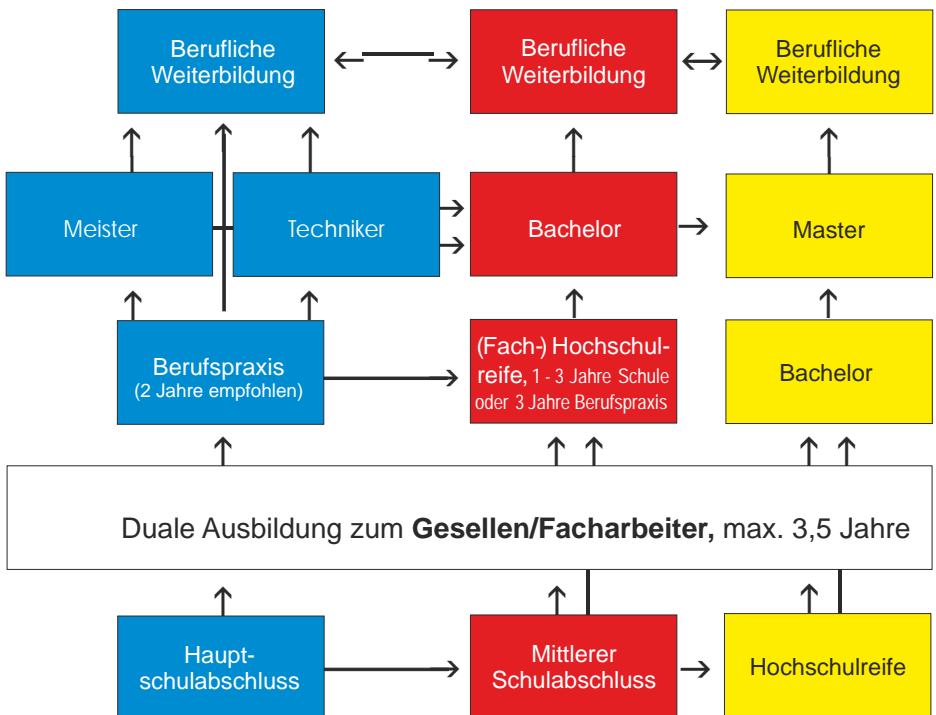 Berufliche
Weiterbildung
Berufliche
Weiterbildung
Berufliche
Weiterbildung
Meister
Techniker
Bachelor
Master
Berufspraxis
(2 Jahre empfohlen)
(Fach-) Hochschul-
reife, 1 - 3 Jahre Schule
oder 3 Jahre Berufspraxis
Bachelor
Duale Ausbildung zum Gesellen/Facharbeiter, max. 3,5 Jahre
Haupt-
schulabschluss
Mittlerer
Schulabschluss
Hochschulreife